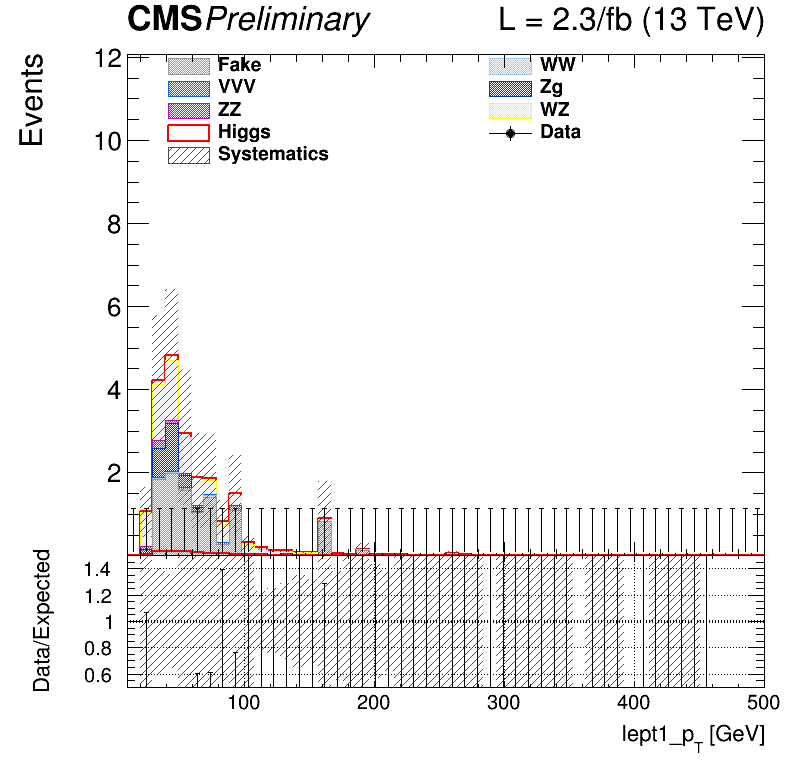 CMS Preliminary L = 2.3/fb (13 TeV)
Events
12
10
8
6
4
2
Fake WW
VVV Zg
ZZ WZ
Higgs Data
Systematics
Data/Expected
1.4
1.2
1
0.8
0.6
100 200 300 400 500
lept1_p_T [GeV]